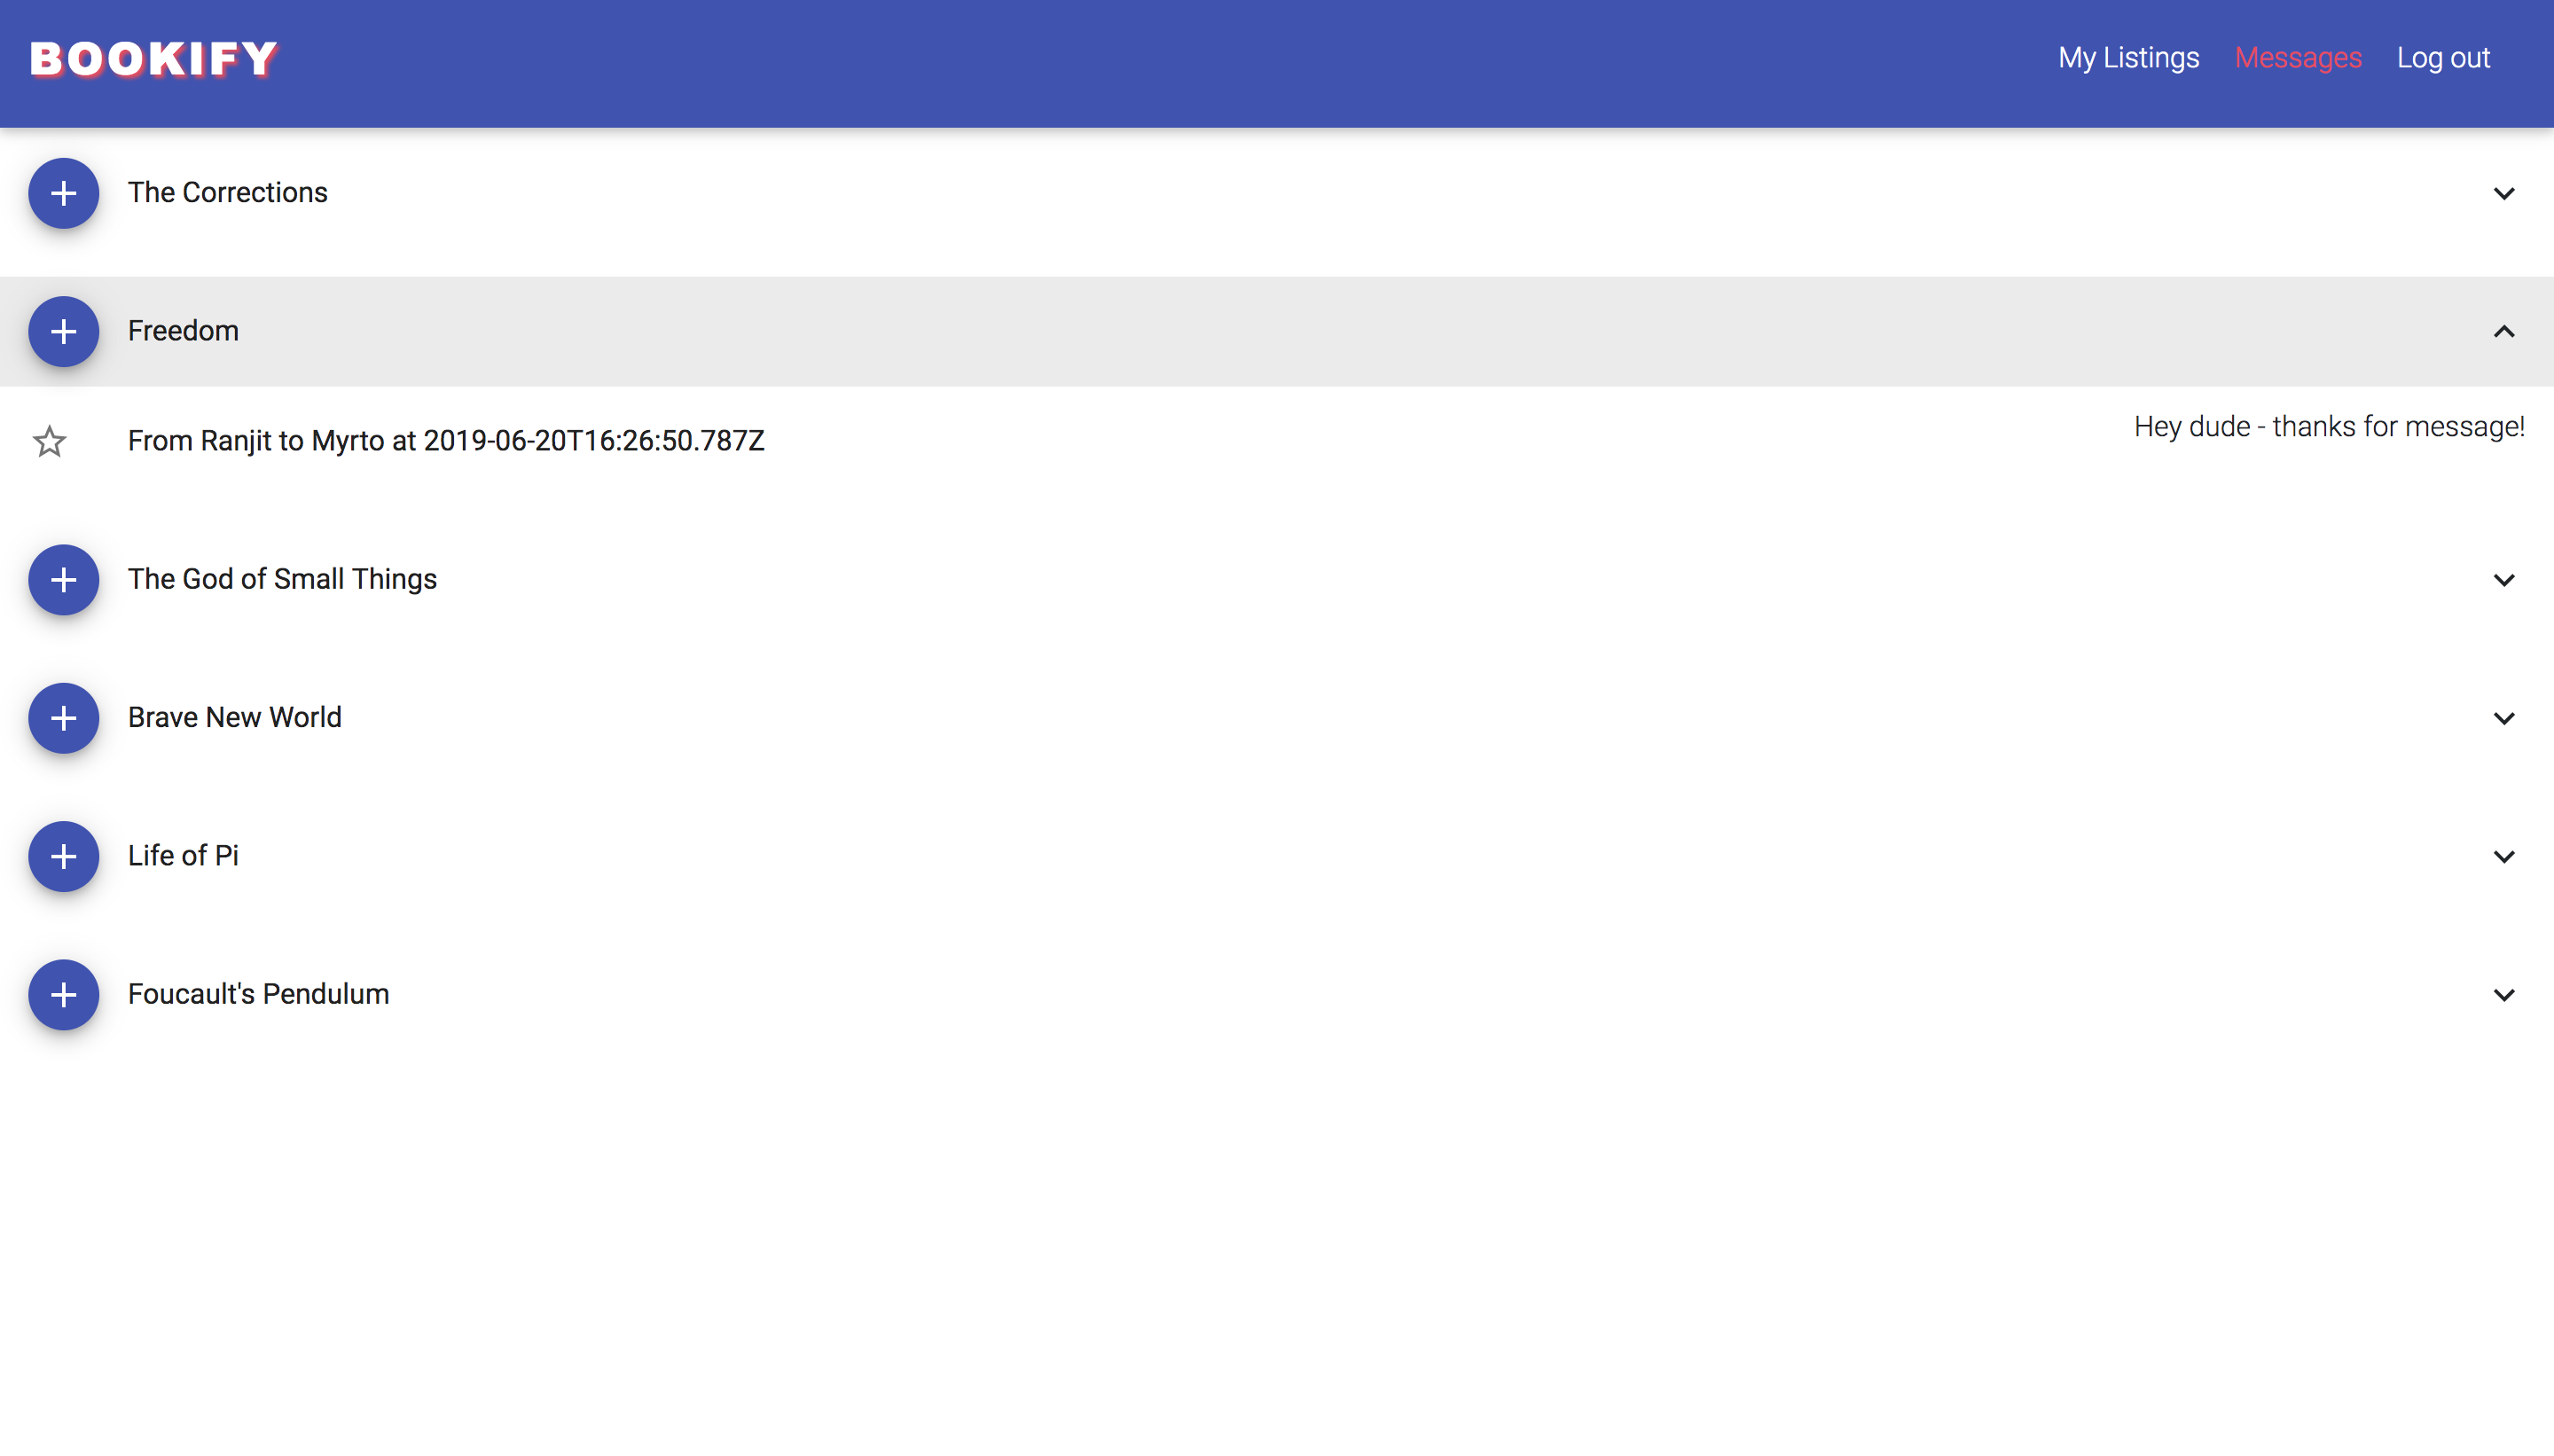 BOOKIFY
My Listings Messages Log out
The Corrections
Freedom
From Ranjit to Myrto at 2019-06-20T16:26:50.787Z Hey dude - thanks for message!
The God of Small Things
Brave New World
Life of Pi
Foucault's Pendulum